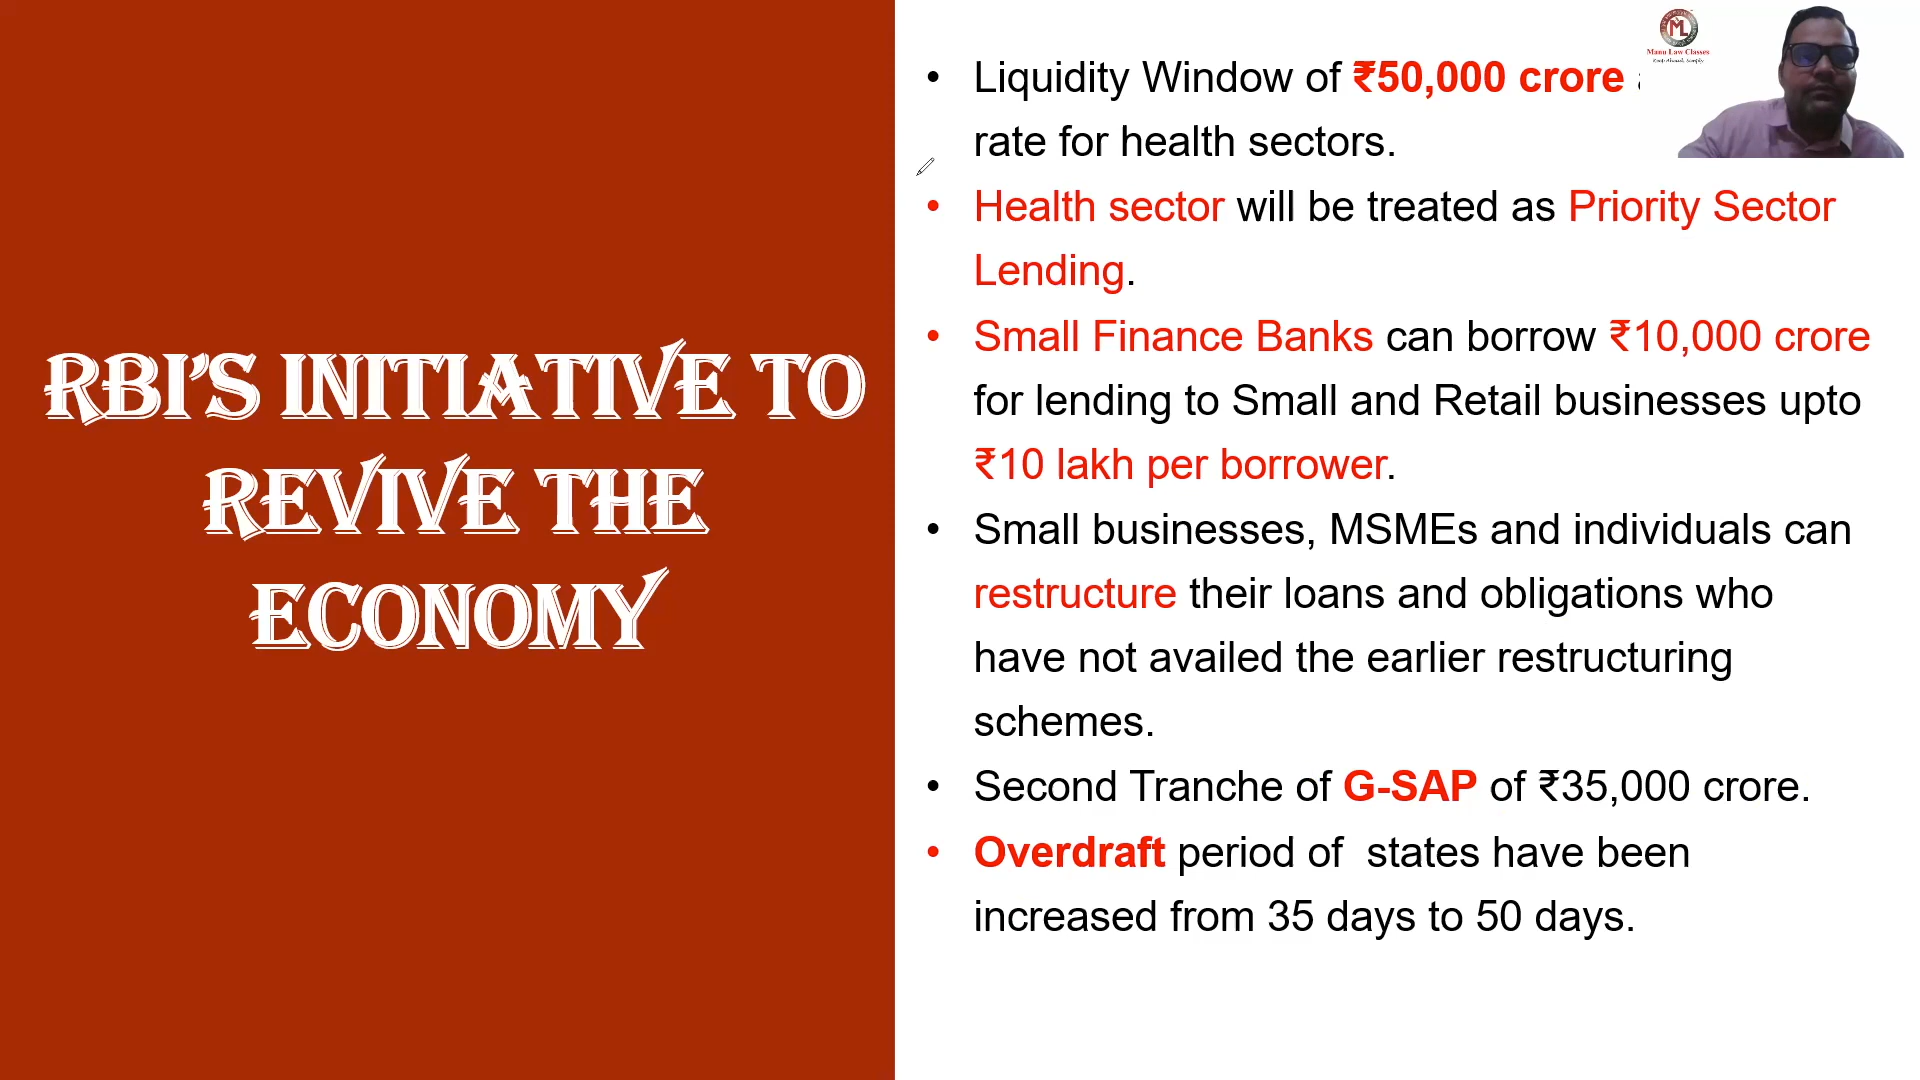 RBI'S INITIATIVE TO
REVIVE THE
ECONOMY
• Liquidity Window of ₹50,000 crore
rate for health sectors.
• Health sector will be treated as Priority Sector
Lending.
• Small Finance Banks can borrow ₹10,000 crore
for lending to Small and Retail businesses upto
₹10 lakh per borrower.
• Small businesses, MSMEs and individuals can
restructure their loans and obligations who
have not availed the earlier restructuring
schemes.
• Second Tranche of G-SAP of ₹35,000 crore.
• Overdraft period of states have been
increased from 35 days to 50 days.
ML
Manu Law Classes